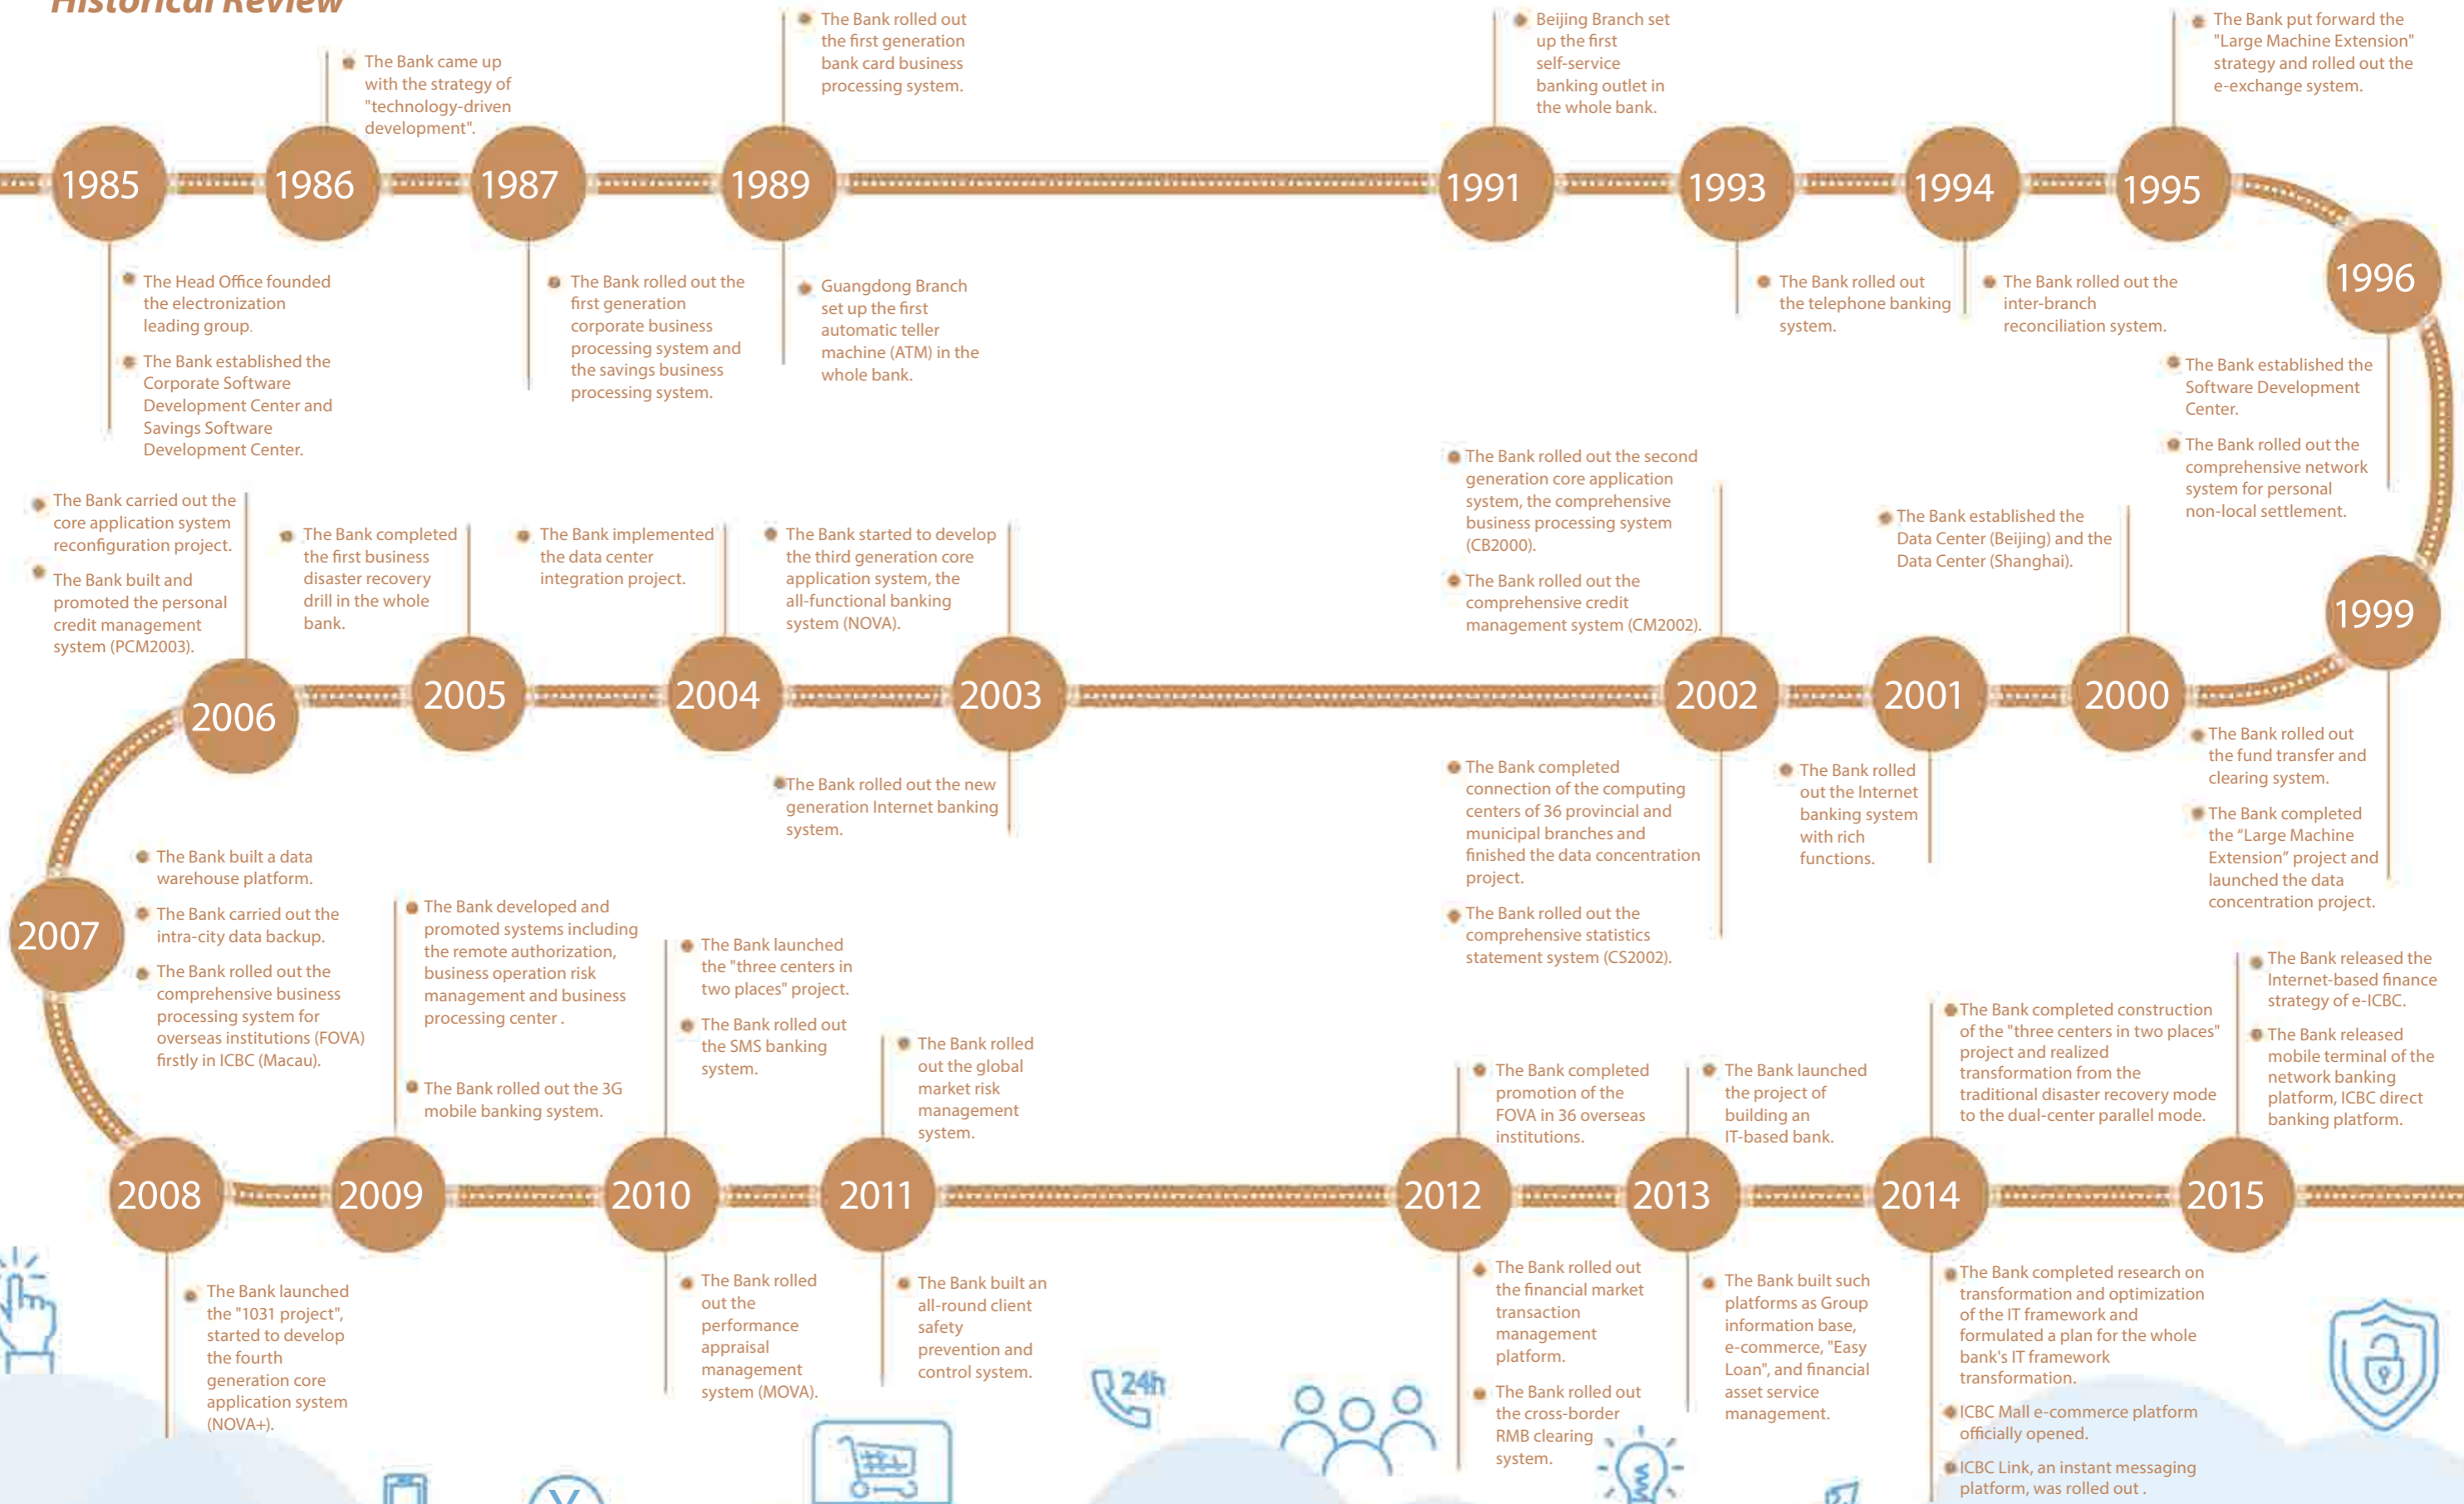 Historical Review
The Bank came up
with the strategy of
"technology-driven
development".
The Bank rolled out
the first generation
bank card business
processing system.
Beijing Branch set
up the first
self-service
banking outlet in
the whole bank.
The Bank put forward the
"Large Machine Extension"
strategy and rolled out the
e-exchange system.
1985
1986
1987
1989
1991
1993
1994
1995
1996
The Head Office founded
the electronization
leading group.
The Bank established the
Corporate Software
Development Center and
Savings Software
Development Center.
The Bank rolled out the
first generation
corporate business
processing system and
the savings business
processing system.
Guangdong Branch
set up the first
automatic teller
machine (ATM) in the
whole bank.
The Bank rolled out
the telephone banking
system.
The Bank rolled out the
inter-branch
reconciliation system.
The Bank established the
Software Development
Center.
The Bank rolled out the
comprehensive network
system for personal
non-local settlement.
The Bank carried out the
core application system
reconfiguration project.
The Bank built and
promoted the personal
credit management
system (PCM2003).
The Bank completed
the first business
disaster recovery
drill in the whole
bank.
The Bank implemented
the data center
integration project.
The Bank started to develop
the third generation core
application system, the
all-functional banking
system (NOVA).
The Bank rolled out the second
generation core application
system, the comprehensive
business processing system
(CB2000).
The Bank rolled out the
comprehensive credit
management system (CM2002).
The Bank established the
Data Center (Beijing) and the
Data Center (Shanghai).
1999
2006
2005
2004
2003
2002
2001
2000
The Bank rolled out the new
generation Internet banking
system.
The Bank completed
connection of the computing
centers of 36 provincial and
municipal branches and
finished the data concentration
project.
The Bank rolled out the
comprehensive statistics
statement system (CS2002).
The Bank rolled
out the Internet
banking system
with rich
functions.
The Bank rolled out
the fund transfer and
clearing system.
The Bank completed
the "Large Machine
Extension" project and
launched the data
concentration project.
2007
The Bank built a data
warehouse platform.
The Bank carried out the
intra-city data backup.
The Bank rolled out the
comprehensive business
processing system for
overseas institutions (FOVA)
firstly in ICBC (Macau).
The Bank developed and
promoted systems including
the remote authorization,
business operation risk
management and business
processing center .
The Bank rolled out the 3G
mobile banking system.
The Bank launched
the "three centers in
two places" project.
The Bank rolled out
the SMS banking
system.
The Bank rolled
out the global
market risk
management
system.
The Bank completed
promotion of the
FOVA in 36 overseas
institutions.
The Bank launched
the project of
building an
IT-based bank.
The Bank completed construction
of the "three centers in two places"
project and realized
transformation from the
traditional disaster recovery mode
to the dual-center parallel mode.
The Bank released the
Internet-based finance
strategy of e-ICBC.
The Bank released
mobile terminal of the
network banking
platform, ICBC direct
banking platform.
2008
2009
2010
2011
2012
2013
2014
2015
The Bank launched
the "1031 project",
started to develop
the fourth
generation core
application system
(NOVA+).
The Bank rolled
out the
performance
appraisal
management
system (MOVA).
The Bank built an
all-round client
safety
prevention and
control system.
The Bank rolled out
the financial market
transaction
management
platform.
The Bank rolled out
the cross-border
RMB clearing
system.
The Bank built such
platforms as Group
information base,
e-commerce, "Easy
Loan", and financial
asset service
management.
The Bank completed research on
transformation and optimization
of the IT framework and
formulated a plan for the whole
bank's IT framework
transformation.
ICBC Mall e-commerce platform
officially opened.
ICBC Link, an instant messaging
platform, was rolled out .
24h